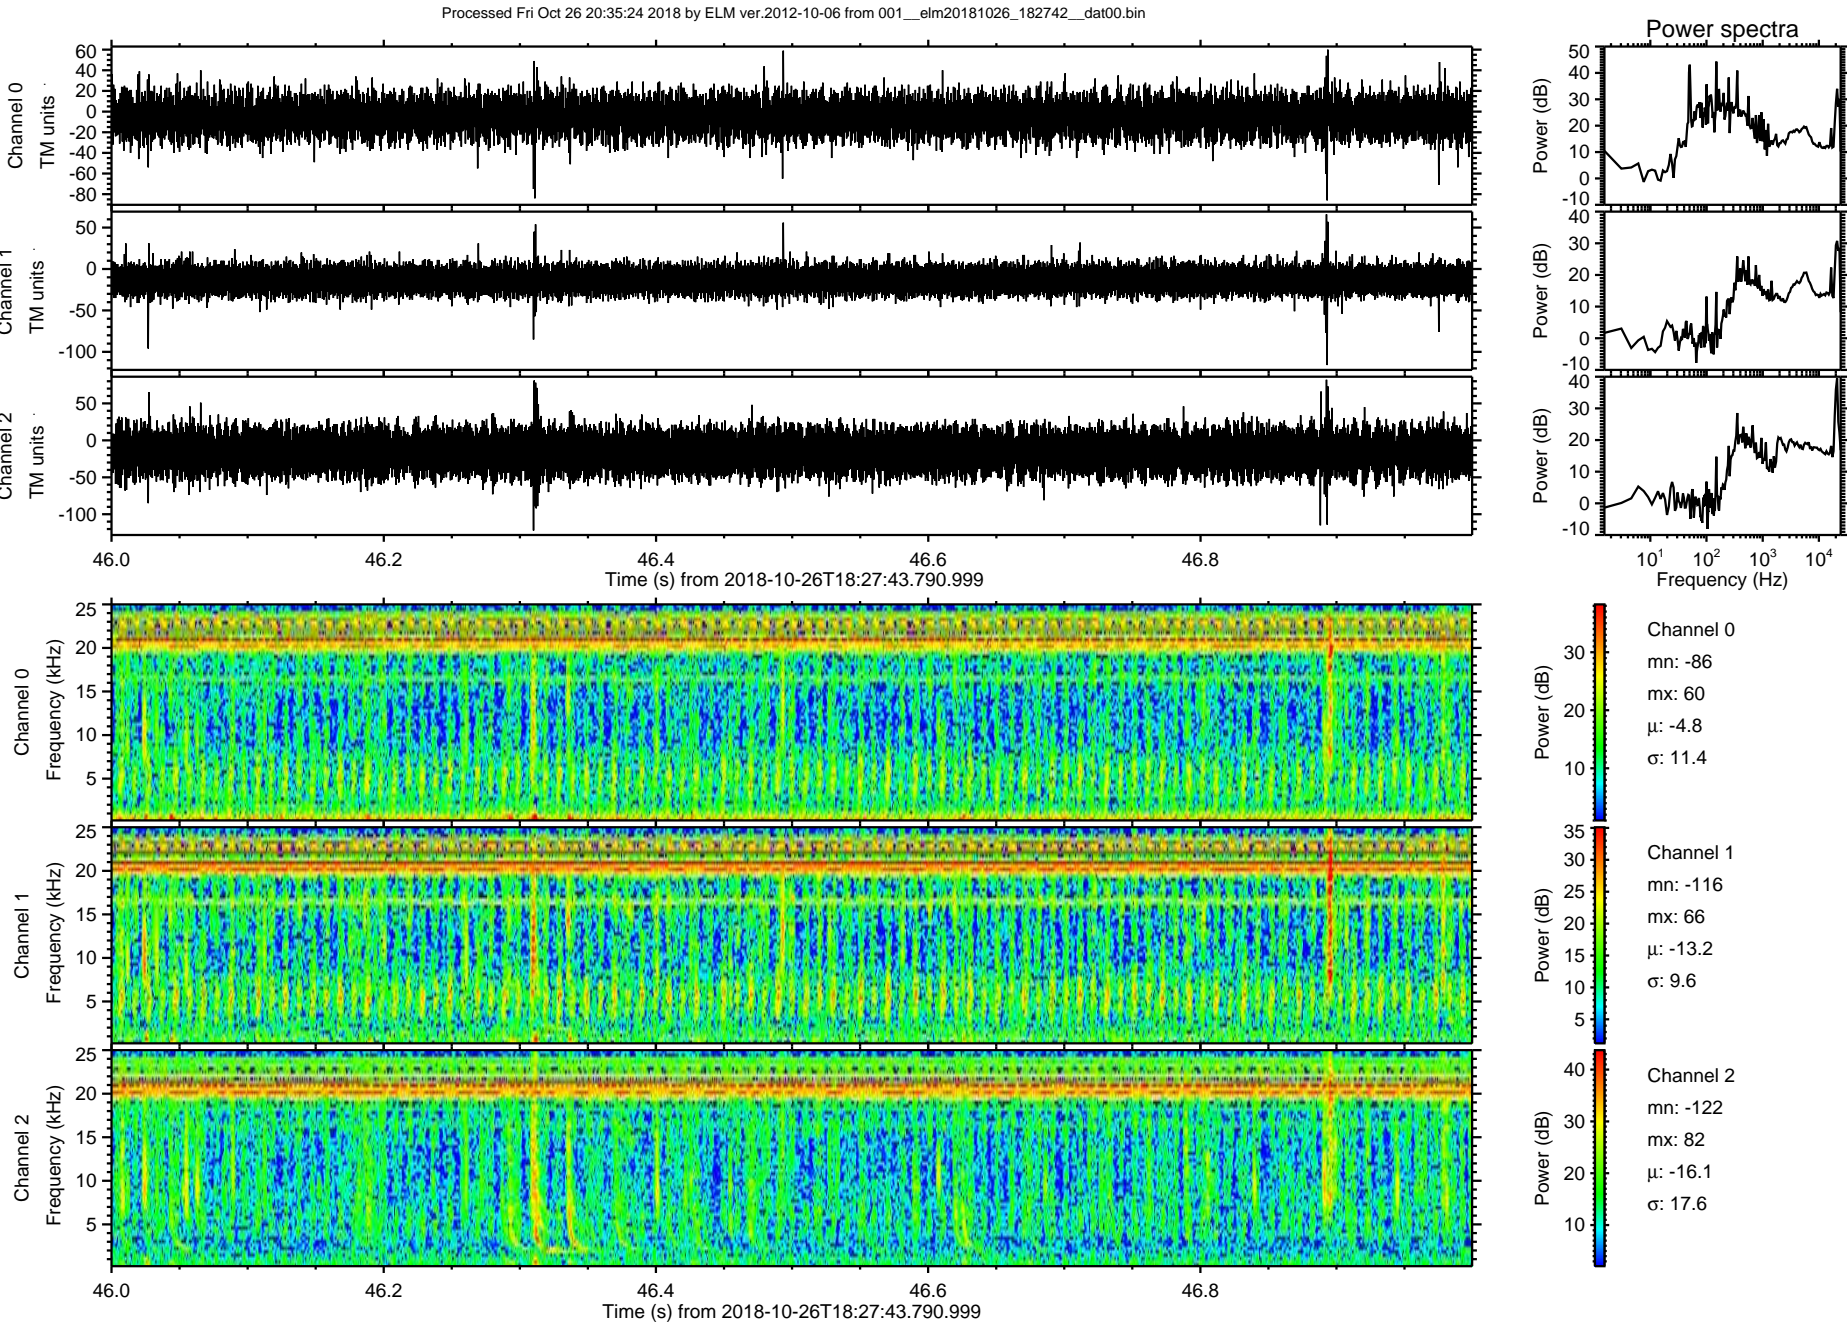 Processed Fri Oct 26 20:35:24 2018 by ELM ver.2012-10-06 from 001__elm20181026_182742__dat00.bin
Power spectra
Channel 0
TM units
60
40
20
0
-20
-40
-60
-80
Power (dB)
50
40
30
20
10
0
-10
Channel 1
TM units
50
0
-50
-100
Power (dB)
40
30
20
10
0
-10
Channel 2
TM units
50
0
-50
-100
Power (dB)
40
30
20
10
0
-10
46.0 46.2 46.4 46.6 46.8
Time (s) from 2018-10-26T18:27:43.790.999
10¹ 10² 10³ 10⁴
Frequency (Hz)
Channel 0
Frequency (kHz)
25
20
15
10
5
Power (dB)
30
20
10
Channel 0
mn: -86
mx: 60
μ: -4.8
σ: 11.4
Channel 1
Frequency (kHz)
25
20
15
10
5
Power (dB)
35
30
25
20
15
10
5
Channel 1
mn: -116
mx: 66
μ: -13.2
σ: 9.6
Channel 2
Frequency (kHz)
25
20
15
10
5
Power (dB)
40
30
20
10
Channel 2
mn: -122
mx: 82
μ: -16.1
σ: 17.6
46.0 46.2 46.4 46.6 46.8
Time (s) from 2018-10-26T18:27:43.790.999